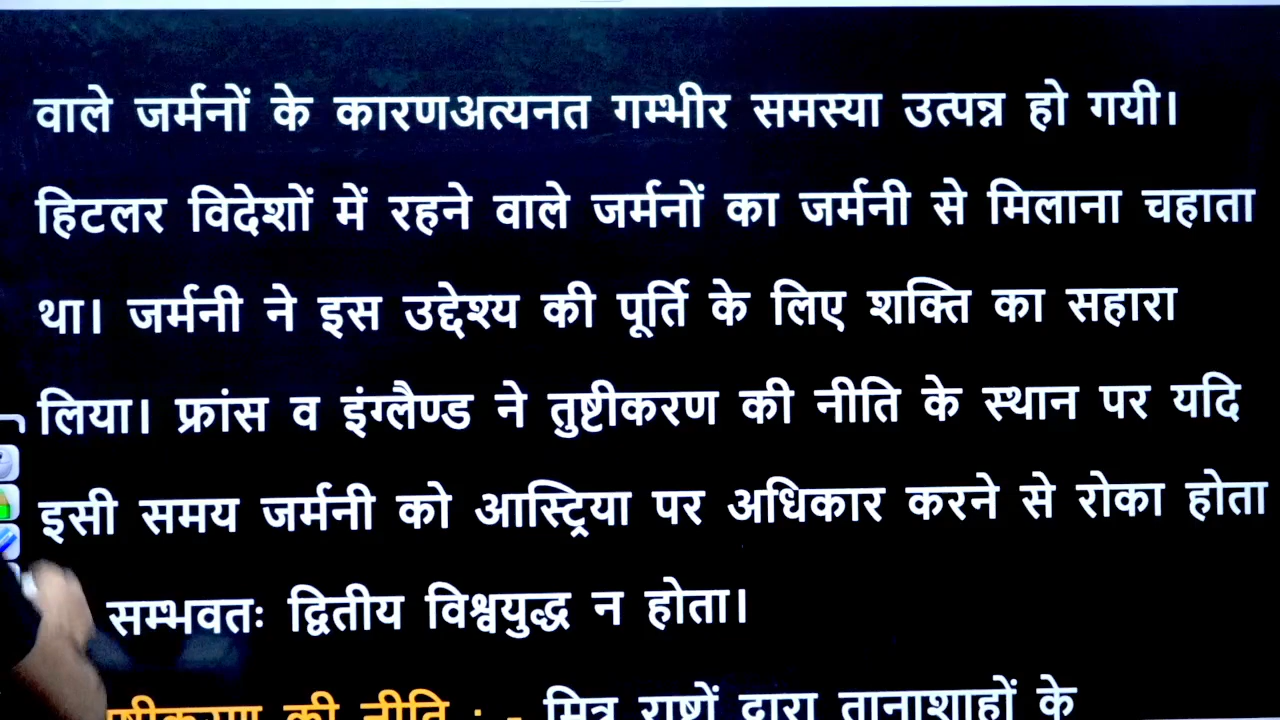 वाले जर्मनों के कारणअत्यनत गम्भीर समस्या उत्पन्न हो गयी।
हिटलर विदेशों में रहने वाले जर्मनों का जर्मनी से मिलाना चहाता
था। जर्मनी ने इस उद्देश्य की पूर्ति के लिए शक्ति का सहारा
लिया। फ्रांस व इंग्लैण्ड ने तुष्टीकरण की नीति के स्थान पर यदि
इसी समय जर्मनी को आस्ट्रिया पर अधिकार करने से रोका होता
सम्भवतः द्वितीय विश्वयुद्ध न होता।
की नीति : - मित्र राष्टों द्वारा तानाशाहों के